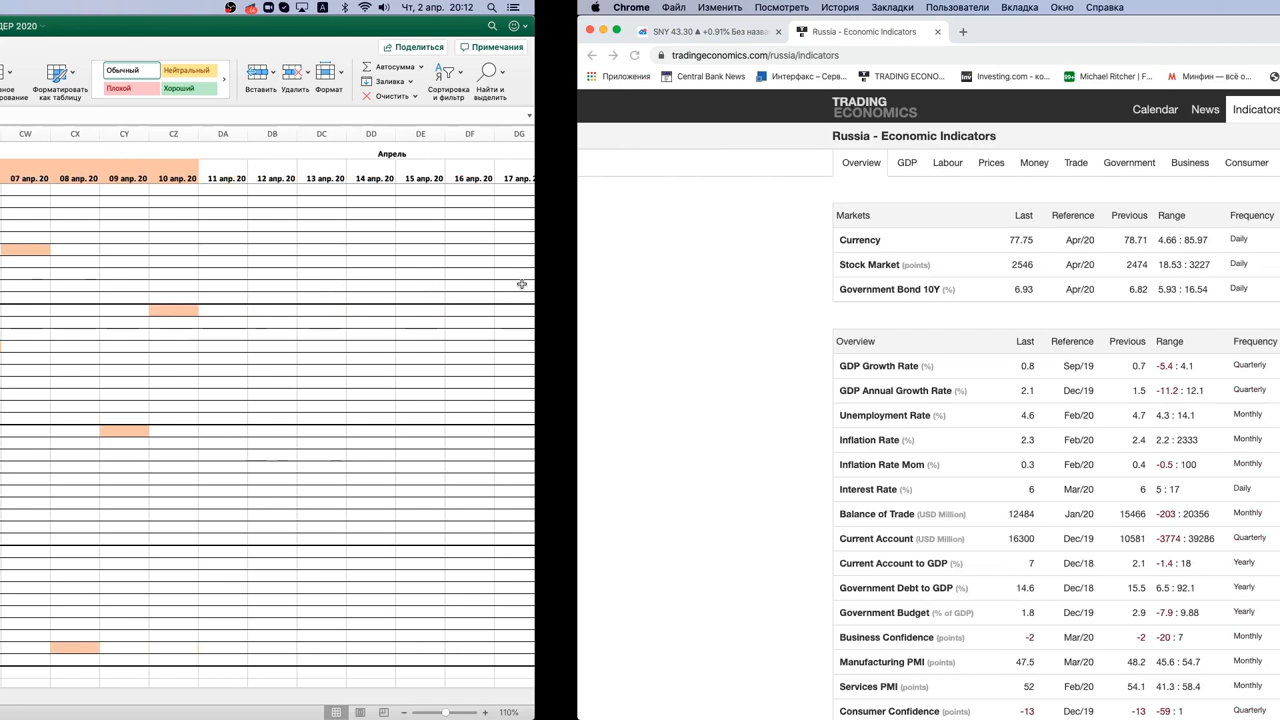 Чт, 2 апр. 20:12
ДЕР 2020
Поделиться
Примечания
Обычный
Нейтральный
Плохой
Хороший
Форматировать
как таблицу
Вставить
Удалить
Формат
Автосумма
Заливка
Очистить
Сортировка
и фильтр
Найти и
выделить
CW CX CY CZ DA DB DC DD DE DF DG
Апрель
07 апр. 20 08 апр. 20 09 апр. 20 10 апр. 20 11 апр. 20 12 апр. 20 13 апр. 20 14 апр. 20 15 апр. 20 16 апр. 20 17 апр.
110%
Chrome Файл Изменить Посмотреть История Закладки Пользователи Вкладка Окно Справка
SNY 43.30 ▲ +0.91% Без назва
Russia - Economic Indicators
tradingeconomics.com/russia/indicators
Приложения
Central Bank News
Интерфакс – Серв...
TRADING ECONO...
Investing.com - ко...
Michael Ritcher | F...
Минфин — всё о...
TRADING
ECONOMICS
Calendar News Indicators
Russia - Economic Indicators
Overview GDP Labour Prices Money Trade Government Business Consumer
Markets Last Reference Previous Range Frequency
Currency 77.75 Apr/20 78.71 4.66 : 85.97 Daily
Stock Market (points) 2546 Apr/20 2474 18.53 : 3227 Daily
Government Bond 10Y (%) 6.93 Apr/20 6.82 5.93 : 16.54 Daily
Overview Last Reference Previous Range Frequency
GDP Growth Rate (%) 0.8 Sep/19 0.7 -5.4 : 4.1 Quarterly
GDP Annual Growth Rate (%) 2.1 Dec/19 1.5 -11.2 : 12.1 Quarterly
Unemployment Rate (%) 4.6 Feb/20 4.7 4.3 : 14.1 Monthly
Inflation Rate (%) 2.3 Feb/20 2.4 2.2 : 2333 Monthly
Inflation Rate Mom (%) 0.3 Feb/20 0.4 -0.5 : 100 Monthly
Interest Rate (%) 6 Mar/20 6 5 : 17 Daily
Balance of Trade (USD Million) 12484 Jan/20 15466 -203 : 20356 Monthly
Current Account (USD Million) 16300 Dec/19 10581 -3774 : 39286 Quarterly
Current Account to GDP (%) 7 Dec/18 2.1 -1.4 : 18 Yearly
Government Debt to GDP (%) 14.6 Dec/18 15.5 6.5 : 92.1 Yearly
Government Budget (% of GDP) 1.8 Dec/19 2.9 -7.9 : 9.88 Yearly
Business Confidence (points) -2 Mar/20 -2 -20 : 7 Monthly
Manufacturing PMI (points) 47.5 Mar/20 48.2 45.6 : 54.7 Monthly
Services PMI (points) 52 Feb/20 54.1 41.3 : 58.4 Monthly
Consumer Confidence (points) -13 Dec/19 -13 -59 : 1 Quarterly